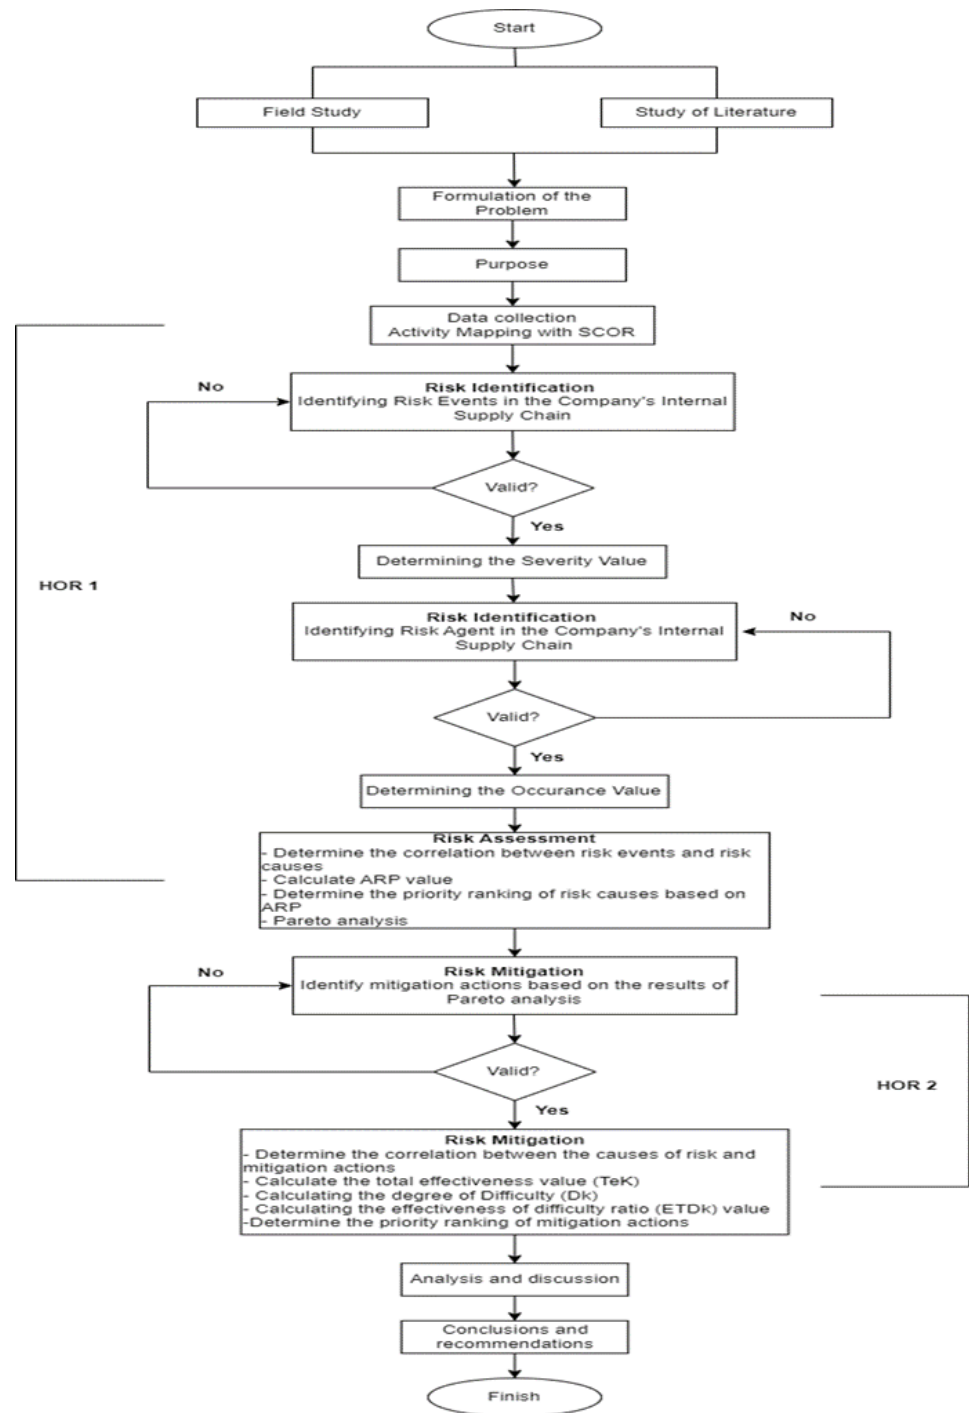 Start
Field Study
Study of Literature
Formulation of the
Problem
Purpose
Data collection
Activity Mapping with SCOR
No
Risk Identification
Identifying Risk Events in the Company's Internal
Supply Chain
Valid?
Yes
Determining the Severity Value
HOR 1
Risk Identification
Identifying Risk Agent in the Company's Internal
Supply Chain
No
Valid?
Yes
Determining the Occurance Value
Risk Assessment
- Determine the correlation between risk events and risk
causes
- Calculate ARP value
- Determine the priority ranking of risk causes based on
ARP
- Pareto analysis
No
Risk Mitigation
Identify mitigation actions based on the results of
Pareto analysis
Valid?
HOR 2
Yes
Risk Mitigation
- Determine the correlation between the causes of risk and
mitigation actions
- Calculate the total effectiveness value (TeK)
- Calculating the degree of Difficulty (Dk)
- Calculating the effectiveness of difficulty ratio (ETDk) value
-Determine the priority ranking of mitigation actions
Analysis and discussion
Conclusions and
recommendations
Finish